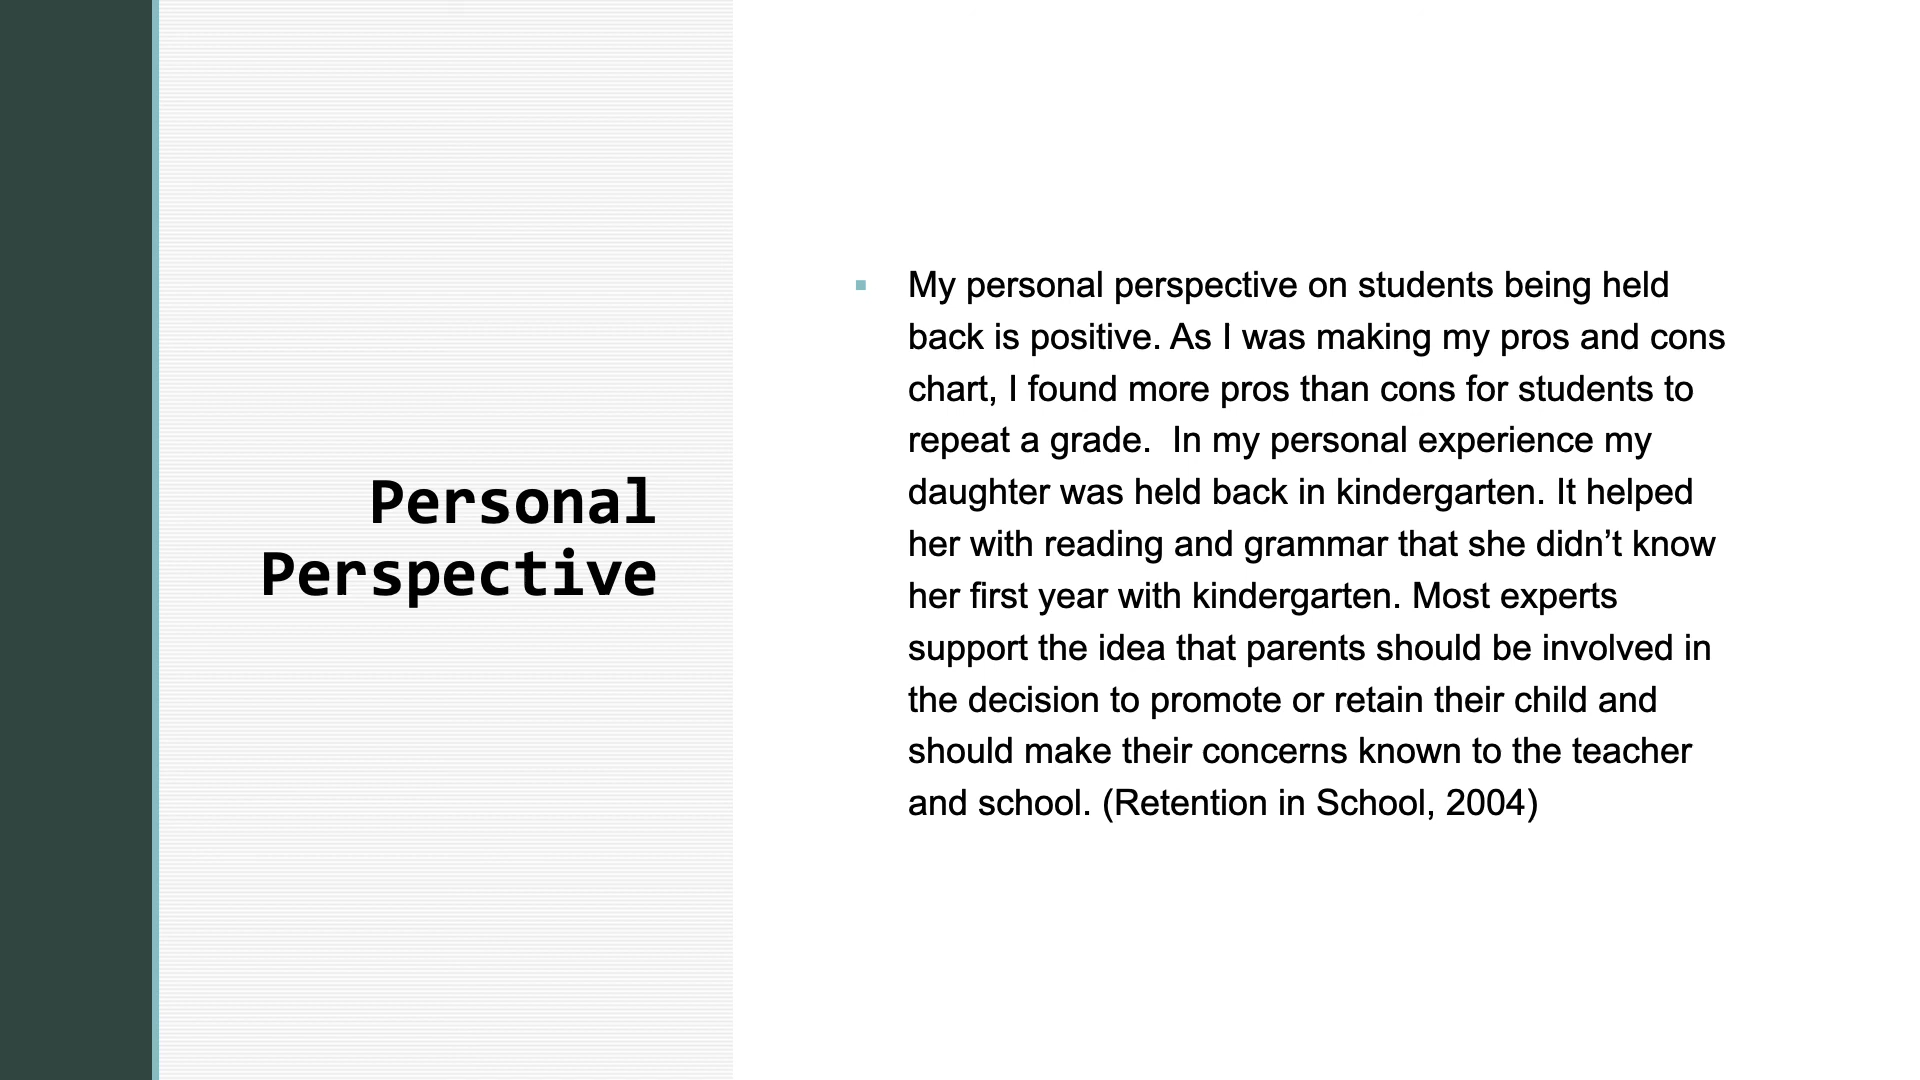 Personal
Perspective
My personal perspective on students being held
back is positive. As I was making my pros and cons
chart, I found more pros than cons for students to
repeat a grade.  In my personal experience my
daughter was held back in kindergarten. It helped
her with reading and grammar that she didn’t know
her first year with kindergarten. Most experts
support the idea that parents should be involved in
the decision to promote or retain their child and
should make their concerns known to the teacher
and school. (Retention in School, 2004)